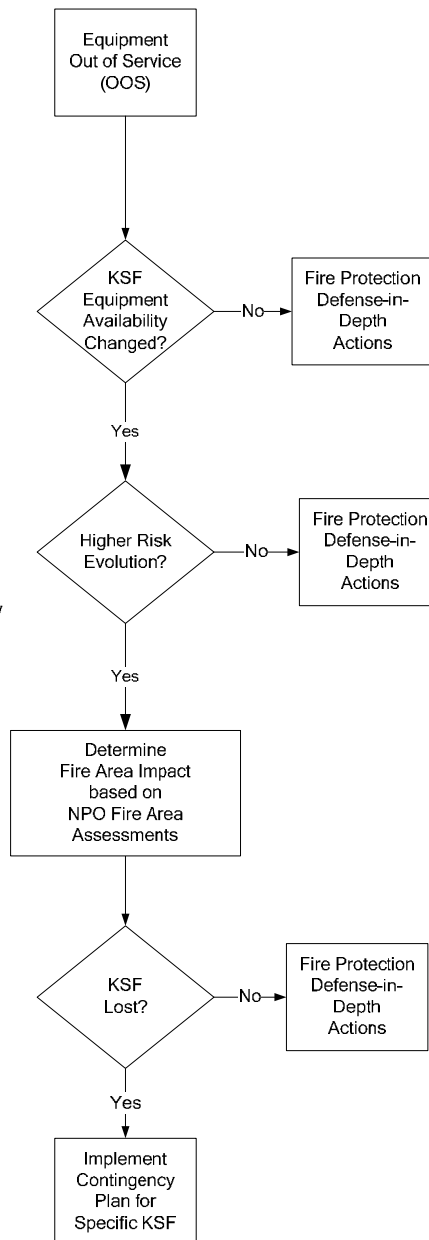 Equipment
Out of Service
(OOS)
KSF
Equipment
Availability
Changed?
No
Fire Protection
Defense-in-
Depth
Actions
Yes
Higher Risk
Evolution?
No
Fire Protection
Defense-in-
Depth
Actions
Yes
Determine
Fire Area Impact
based on
NPO Fire Area
Assessments
KSF
Lost?
No
Fire Protection
Defense-in-
Depth
Actions
Yes
Implement
Contingency
Plan for
Specific KSF